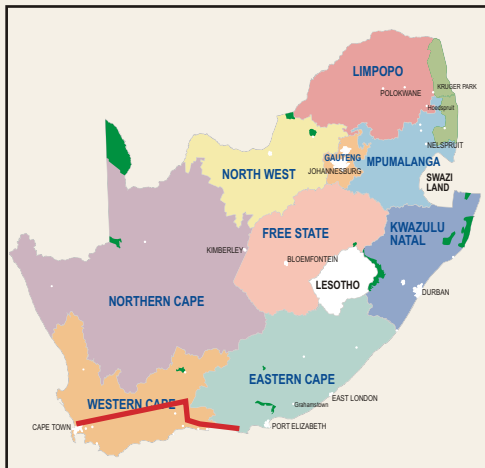 LIMPOPO
KRUGER PARK
POLOKWANE
Hoedspruit
NELSPRUIT
GAUTENG
MPUMALANGA
JOHANNESBURG
NORTH WEST
SWAZI
LAND
FREE STATE
KWAZULU
NATAL
KIMBERLEY
BLOEMFONTEIN
LESOTHO
DURBAN
NORTHERN CAPE
EASTERN CAPE
WESTERN CAPE
EAST LONDON
Grahamstown
CAPE TOWN
PORT ELIZABETH